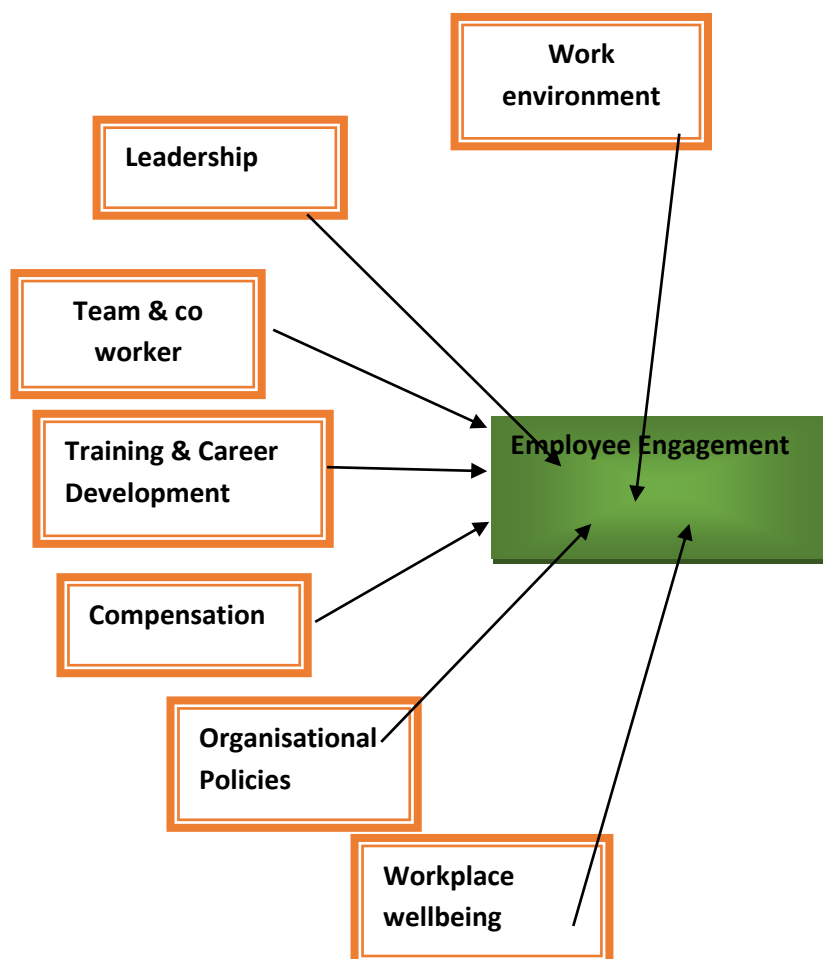 Work
environment
Leadership
Team & co
worker
Training & Career
Development
Employee Engagement
Compensation
Organisational
Policies
Workplace
wellbeing